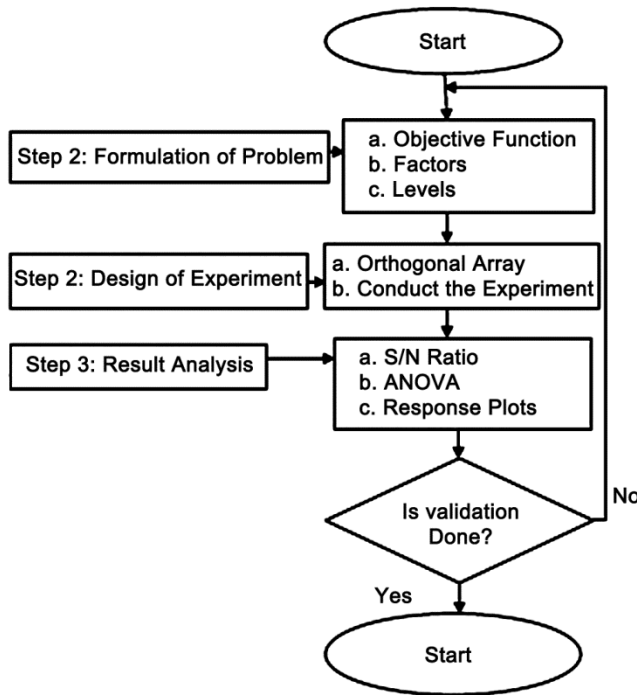 Start
Step 2: Formulation of Problem
a. Objective Function
b. Factors
c. Levels
Step 2: Design of Experiment
a. Orthogonal Array
b. Conduct the Experiment
Step 3: Result Analysis
a. S/N Ratio
b. ANOVA
c. Response Plots
Is validation
Done?
No
Yes
Start